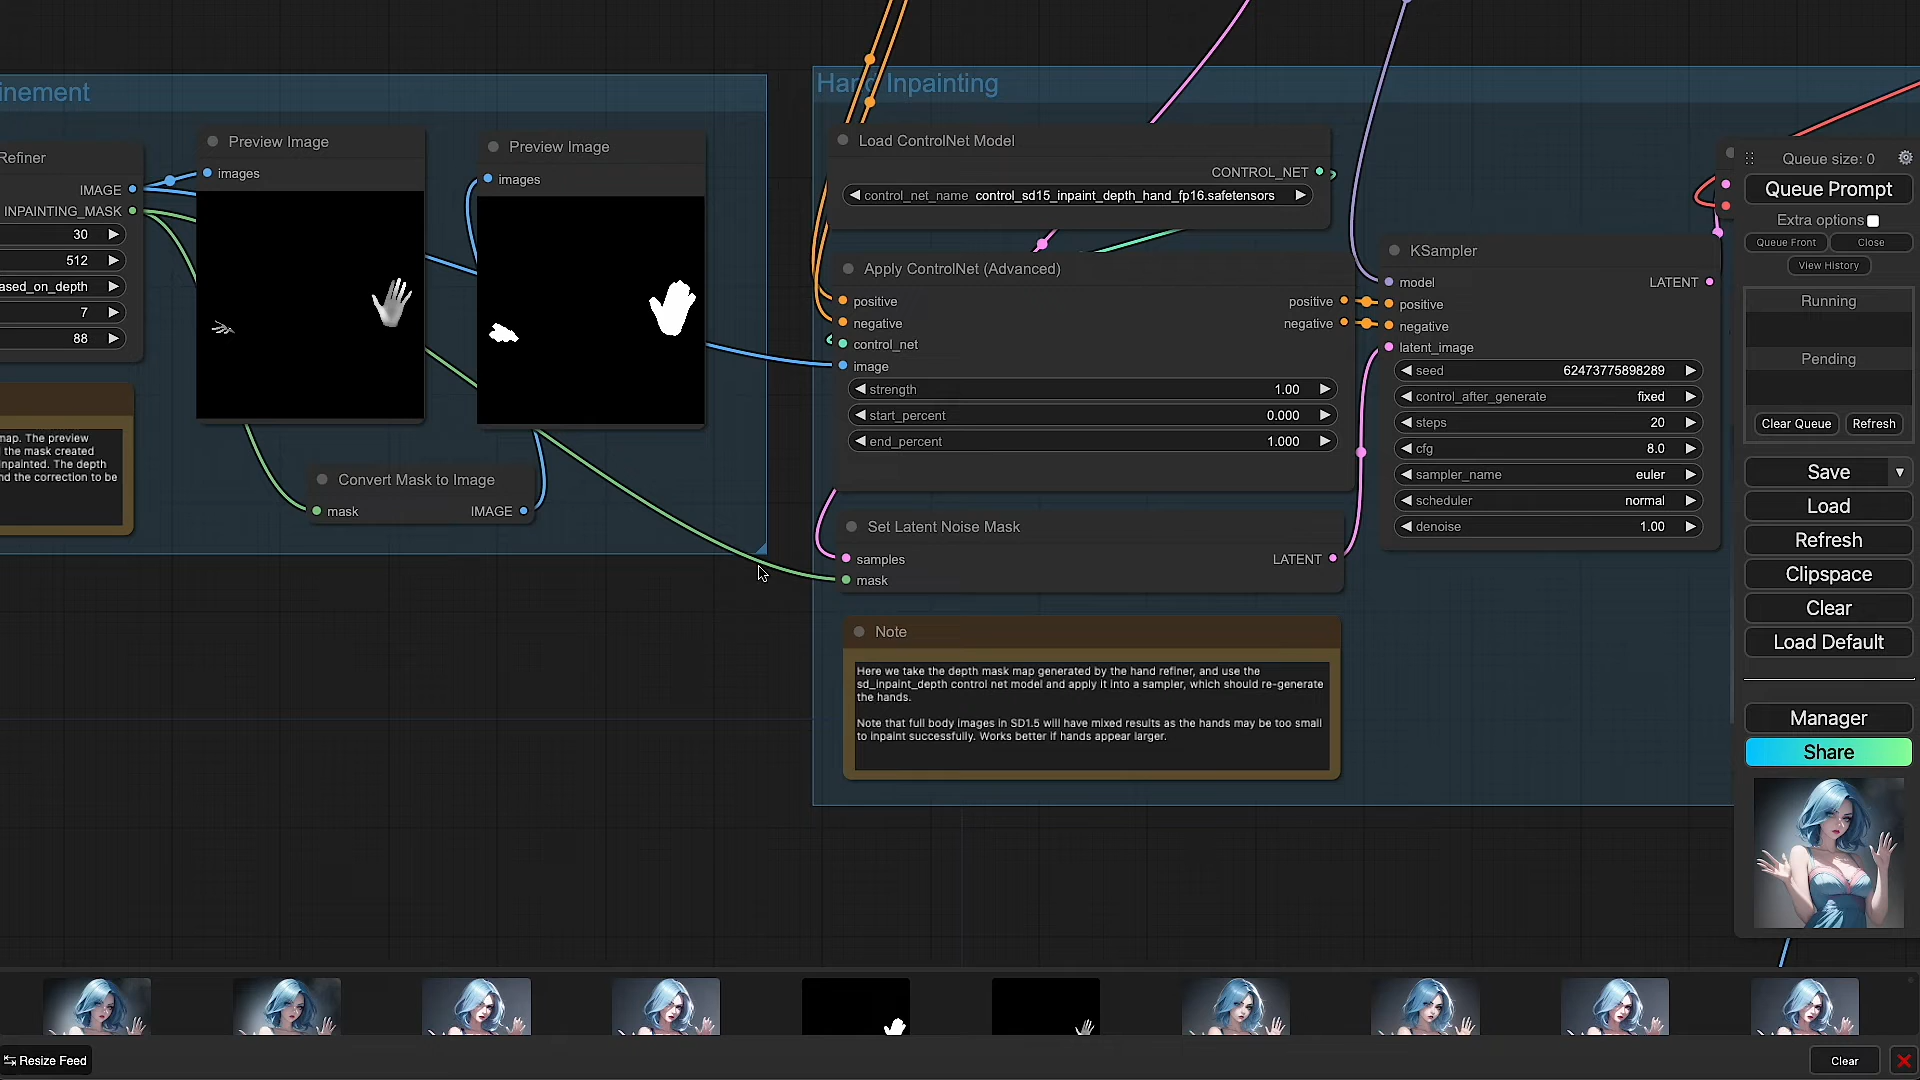 inement
Refiner
IMAGE
INPAINTING_MASK
30
512
ased_on_depth
7
88
map. The preview
the mask created
npainted. The depth
nd the correction to be
Preview Image
images
Preview Image
images
Convert Mask to Image
mask
IMAGE
Hand Inpainting
Load ControlNet Model
CONTROL_NET
control_net_name control_sd15_inpaint_depth_hand_fp16.safetensors
Apply ControlNet (Advanced)
positive
positive
negative
negative
control_net
image
strength 1.00
start_percent 0.000
end_percent 1.000
Set Latent Noise Mask
samples
LATENT
mask
Note
Here we take the depth mask map generated by the hand refiner, and use the
sd_inpaint_depth control net model and apply it into a sampler, which should re-generate
the hands.
Note that full body images in SD1.5 will have mixed results as the hands may be too small
to inpaint successfully. Works better if hands appear larger.
KSampler
model
LATENT
positive
negative
latent_image
seed 62473775898289
control_after_generate fixed
steps 20
cfg 8.0
sampler_name euler
scheduler normal
denoise 1.00
Queue size: 0
Queue Prompt
Extra options
Queue Front
Close
View History
Running
Pending
Clear Queue
Refresh
Save
Load
Refresh
Clipspace
Clear
Load Default
Manager
Share
Resize Feed
Clear